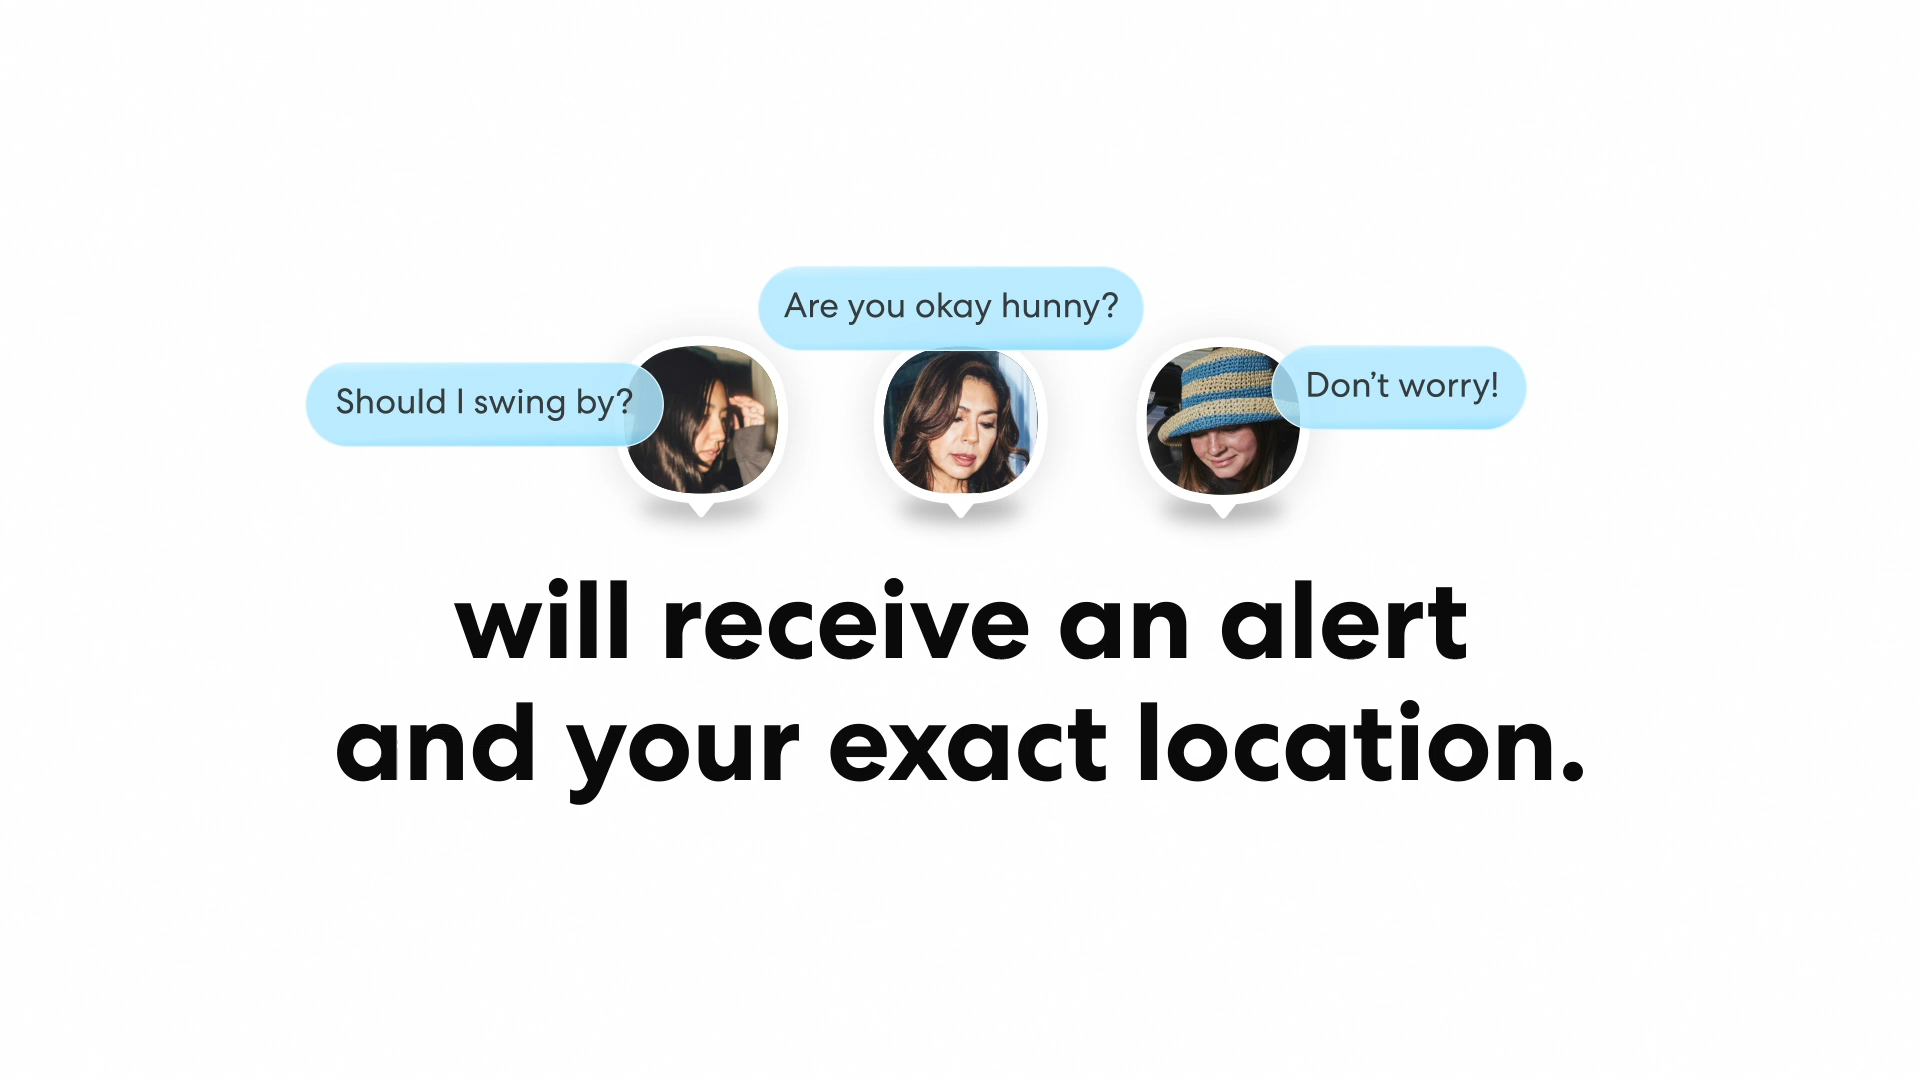 Are you okay hunny?
Should I swing by?
Don’t worry!
will receive an alert
and your exact location.